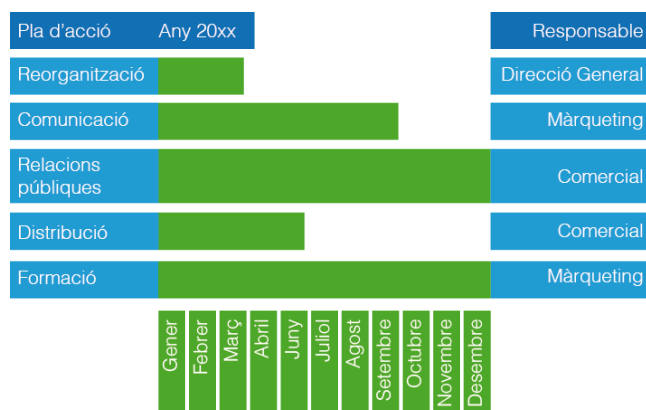 Pla d'acció Any 20xx Responsable
Reorganització Direcció General
Comunicació Màrqueting
Relacions
públiques Comercial
Distribució Comercial
Formació Màrqueting
Gener
Febrer
Març
Abril
Juny
Juliol
Agost
Setembre
Octubre
Novembre
Desembre